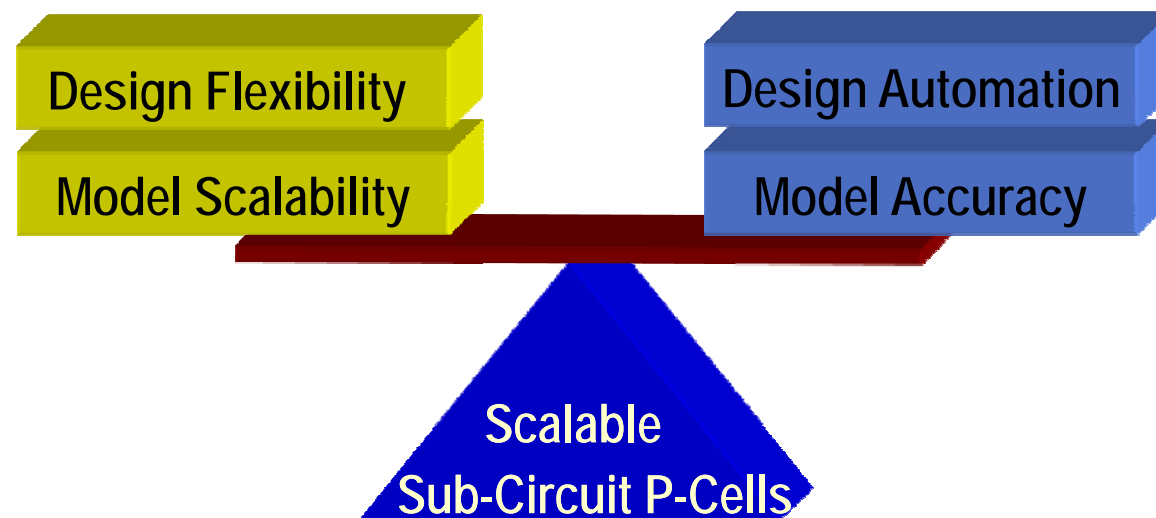 Design Flexibility
Model Scalability
Design Automation
Model Accuracy
Scalable
Sub-Circuit P-Cells